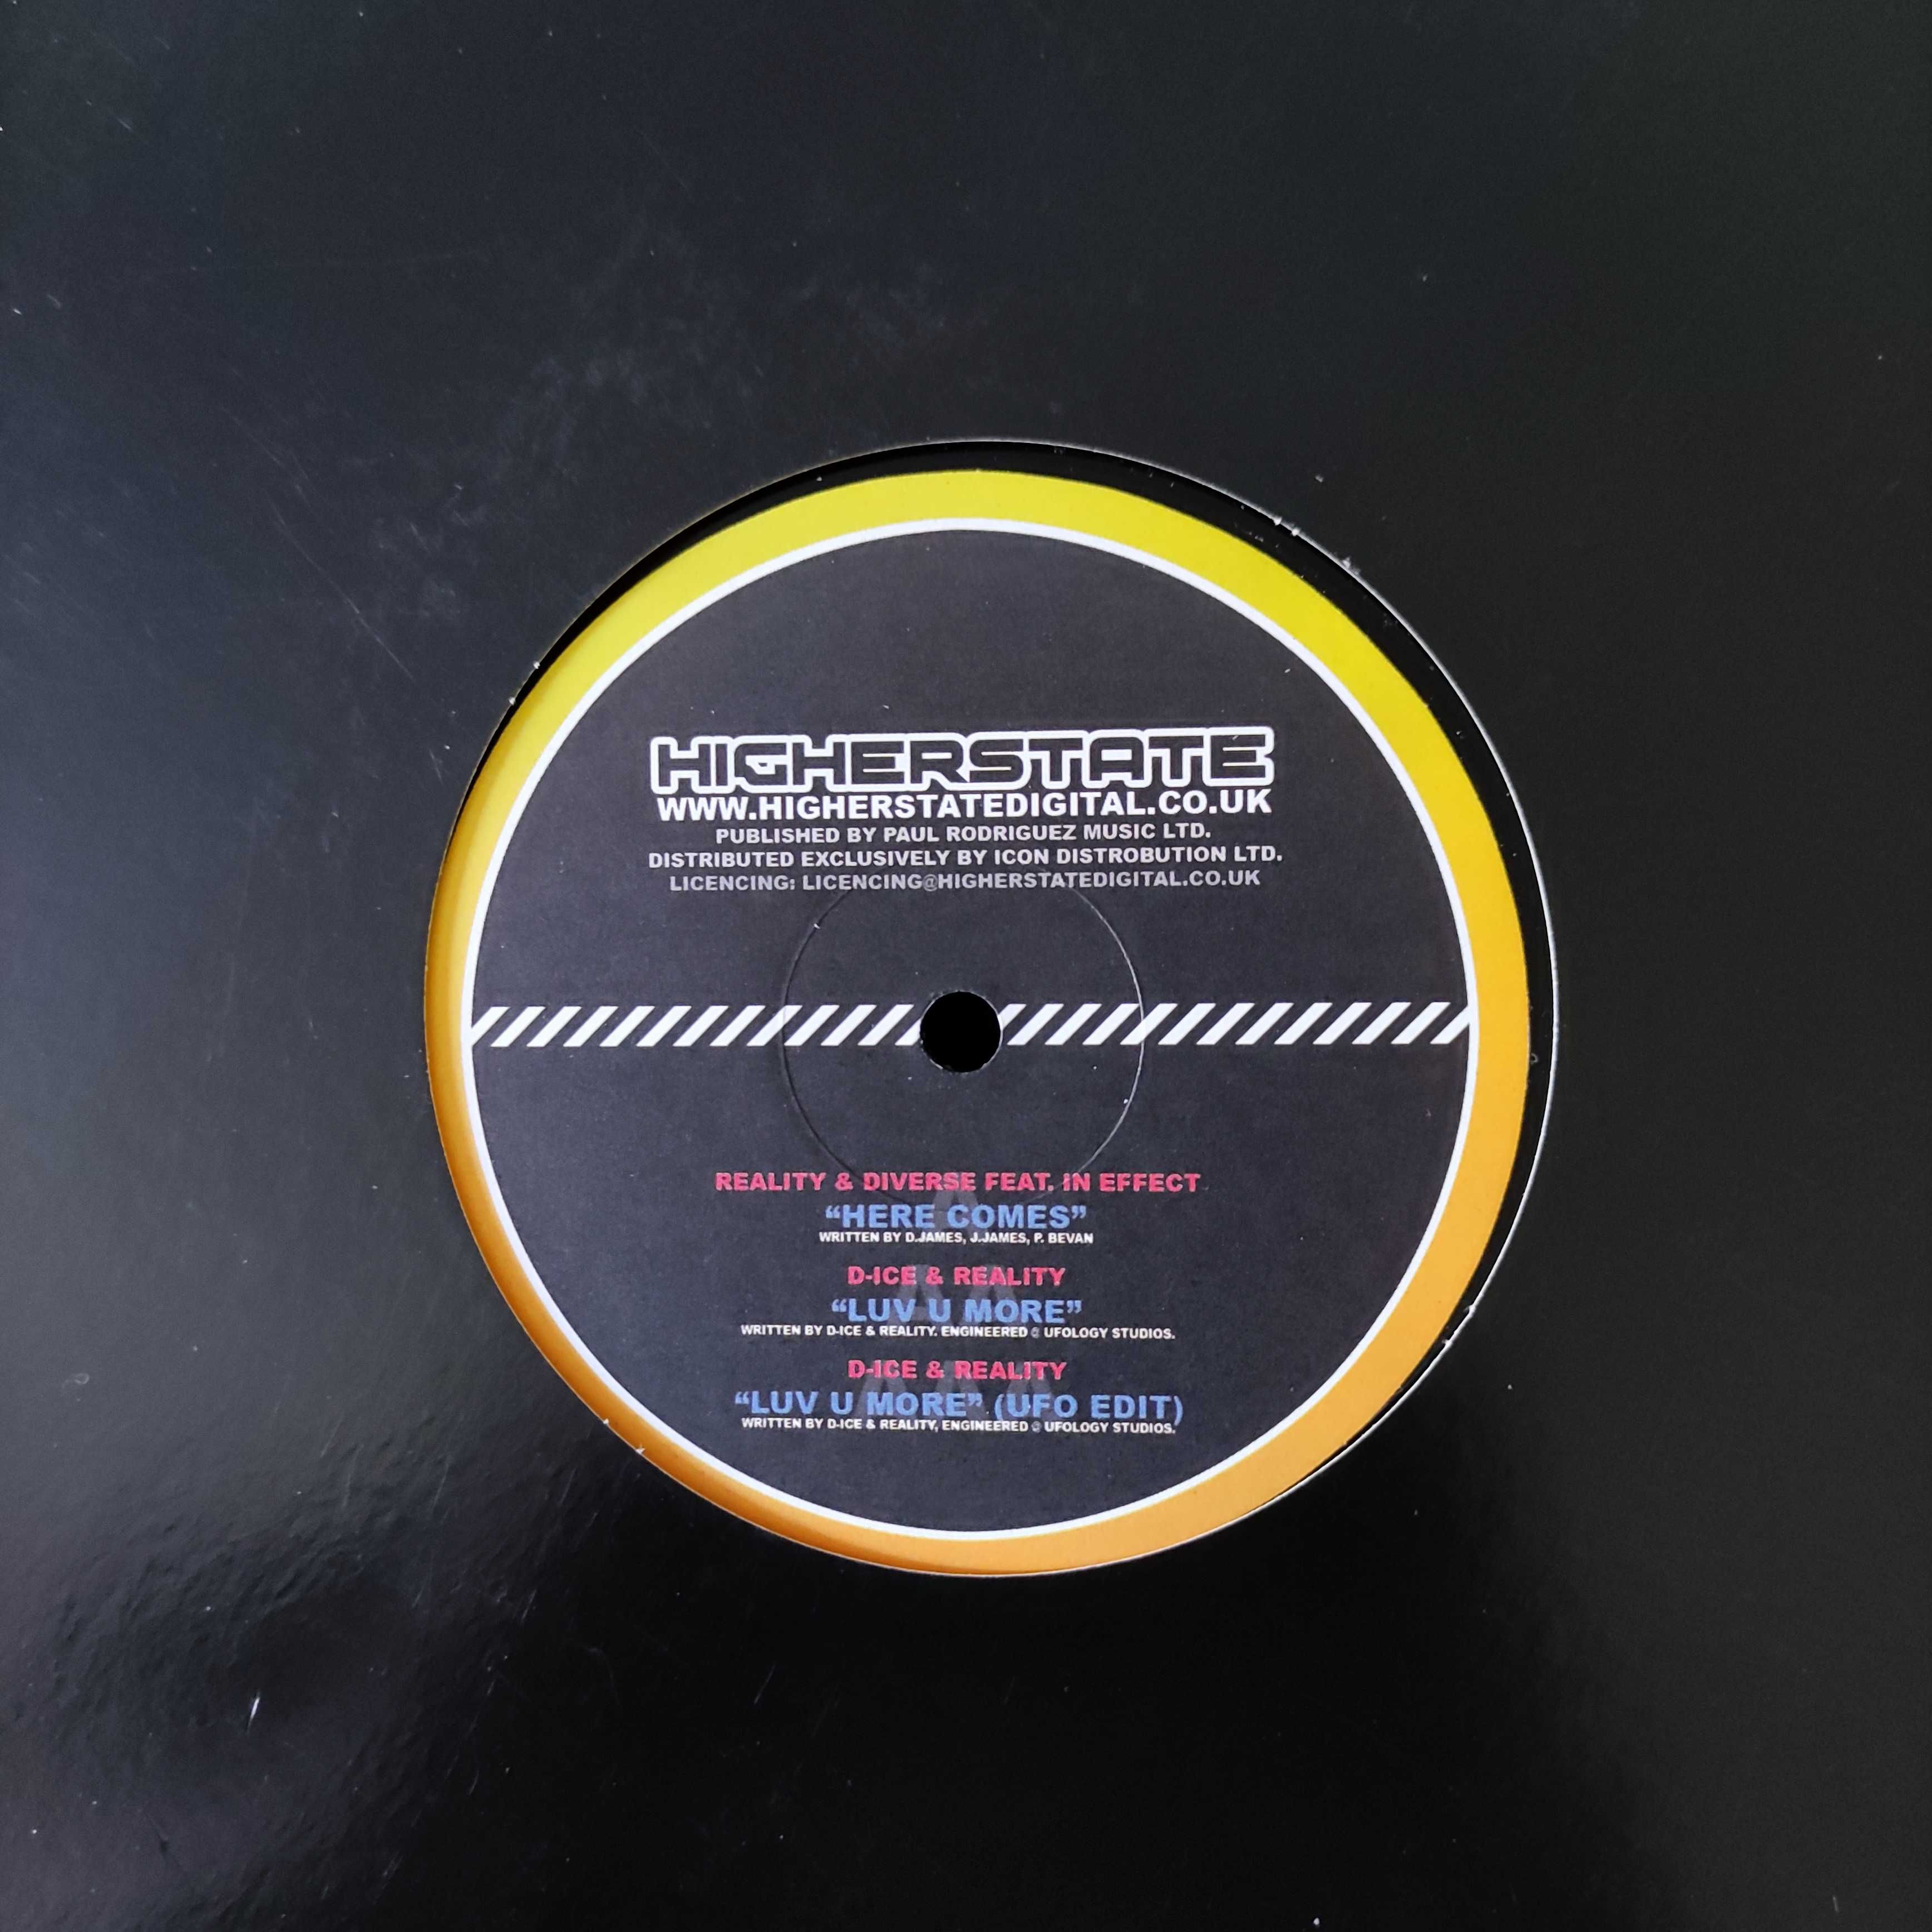 HIGHERSTATE
WWW.HIGHERSTATEDIGITAL.CO.UK
PUBLISHED BY PAUL RODRIGUEZ MUSIC LTD.
DISTRIBUTED EXCLUSIVELY BY ICON DISTROBUTION LTD.
LICENCING: LICENCING@HIGHERSTATEDIGITAL.CO.UK
REALITY & DIVERSE FEAT. IN EFFECT
“HERE COMES”
WRITTEN BY D.JAMES, J.JAMES, P. BEVAN
D-ICE & REALITY
“LUV U MORE”
WRITTEN BY D-ICE & REALITY. ENGINEERED @ UFOLOGY STUDIOS.
D-ICE & REALITY
“LUV U MORE” (UFO EDIT)
WRITTEN BY D-ICE & REALITY, ENGINEERED @ UFOLOGY STUDIOS.